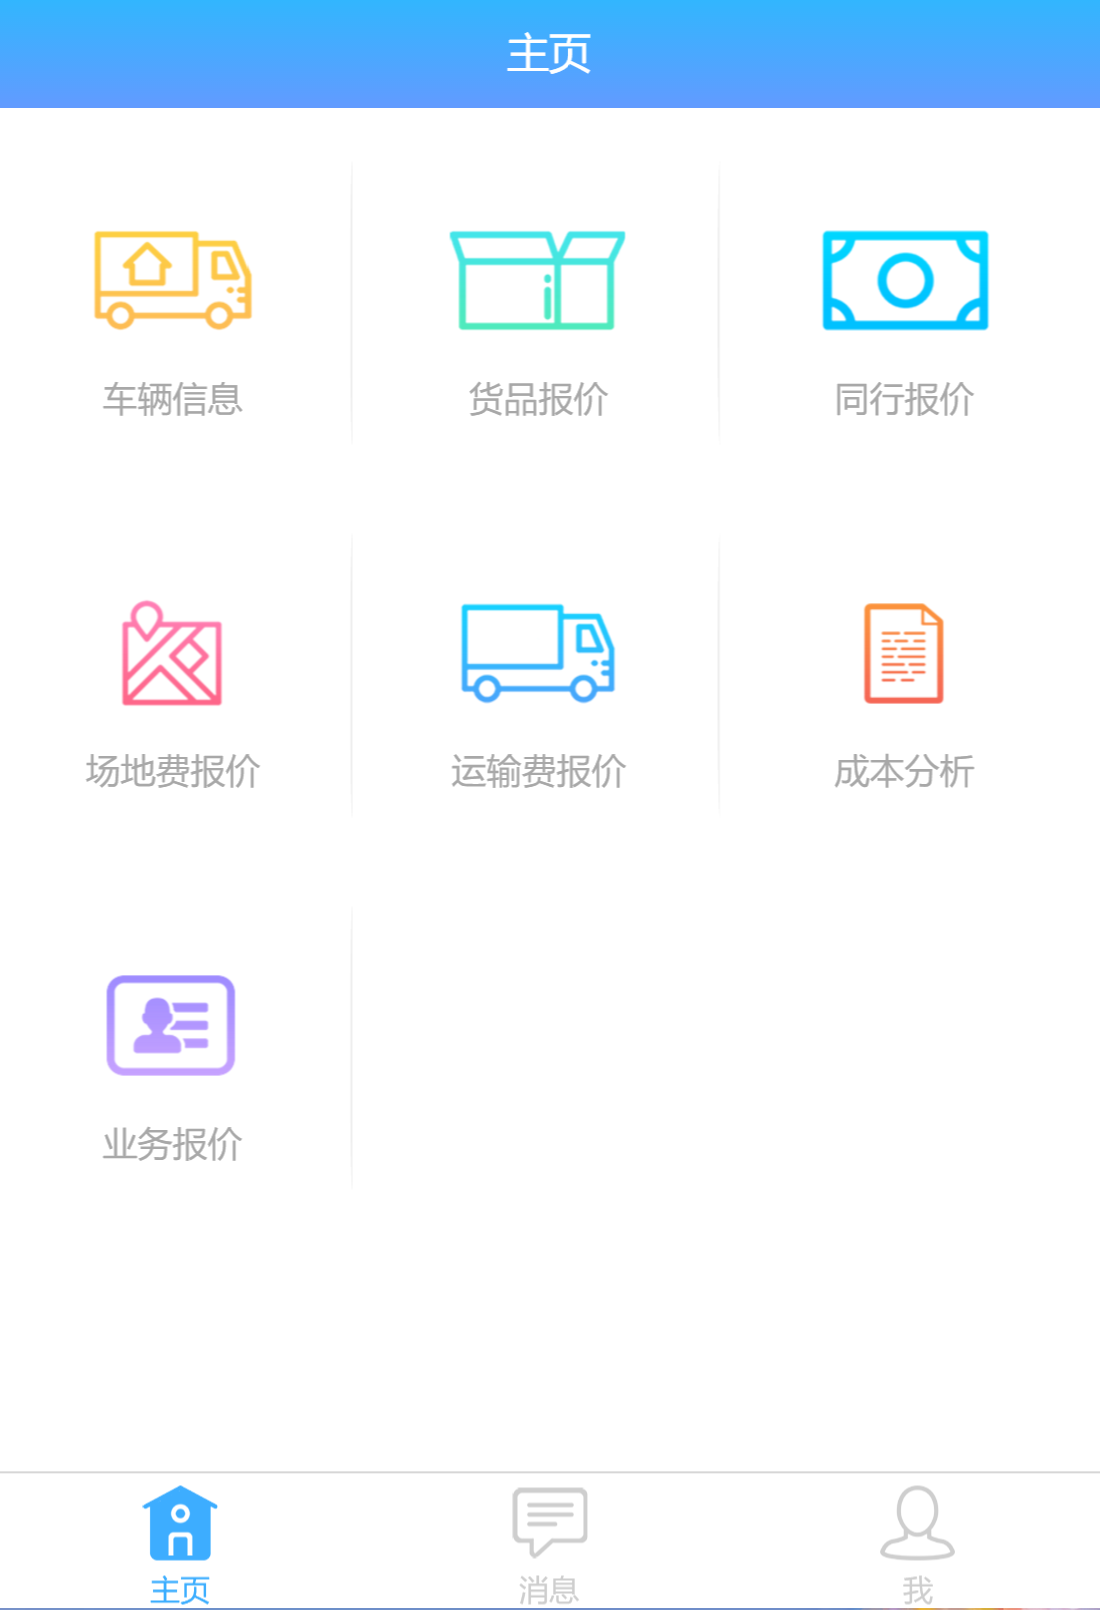 主页
车辆信息
货品报价
同行报价
场地费报价
运输费报价
成本分析
业务报价
主页
消息
我